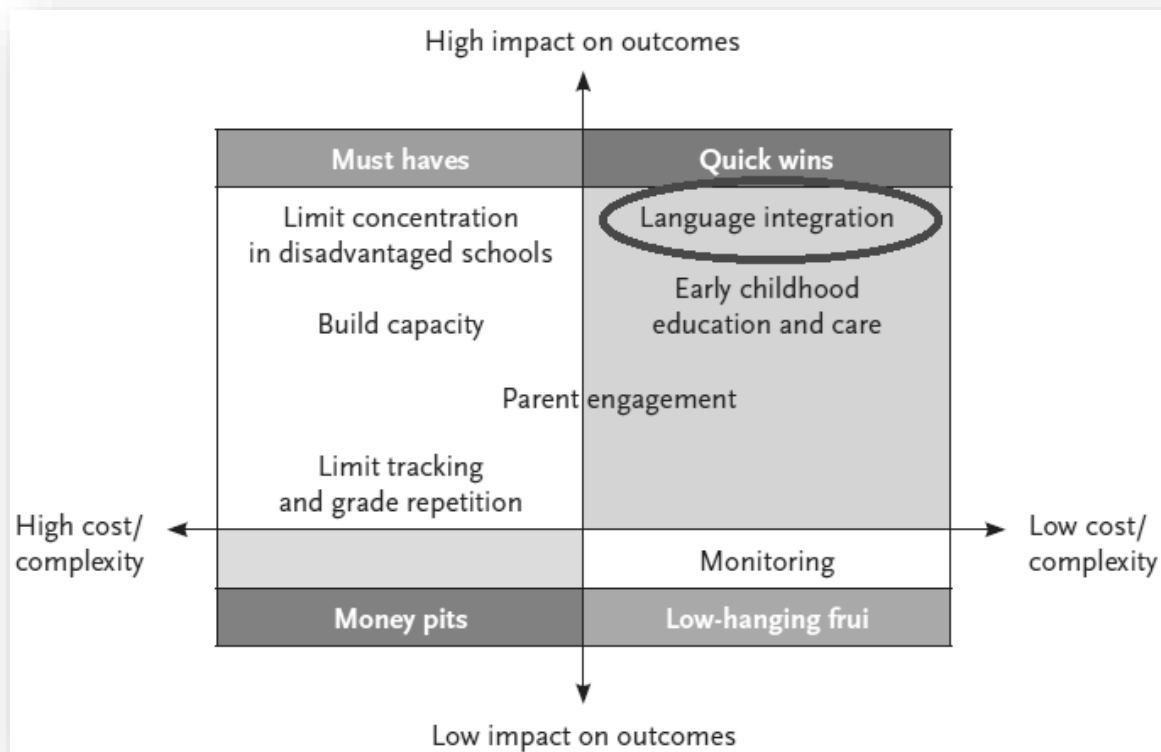 High impact on outcomes
Must haves
Quick wins
Limit concentration
in disadvantaged schools
Language integration
Early childhood
education and care
Build capacity
Parent engagement
Limit tracking
and grade repetition
High cost/
complexity
Low cost/
complexity
Monitoring
Money pits
Low-hanging frui
Low impact on outcomes